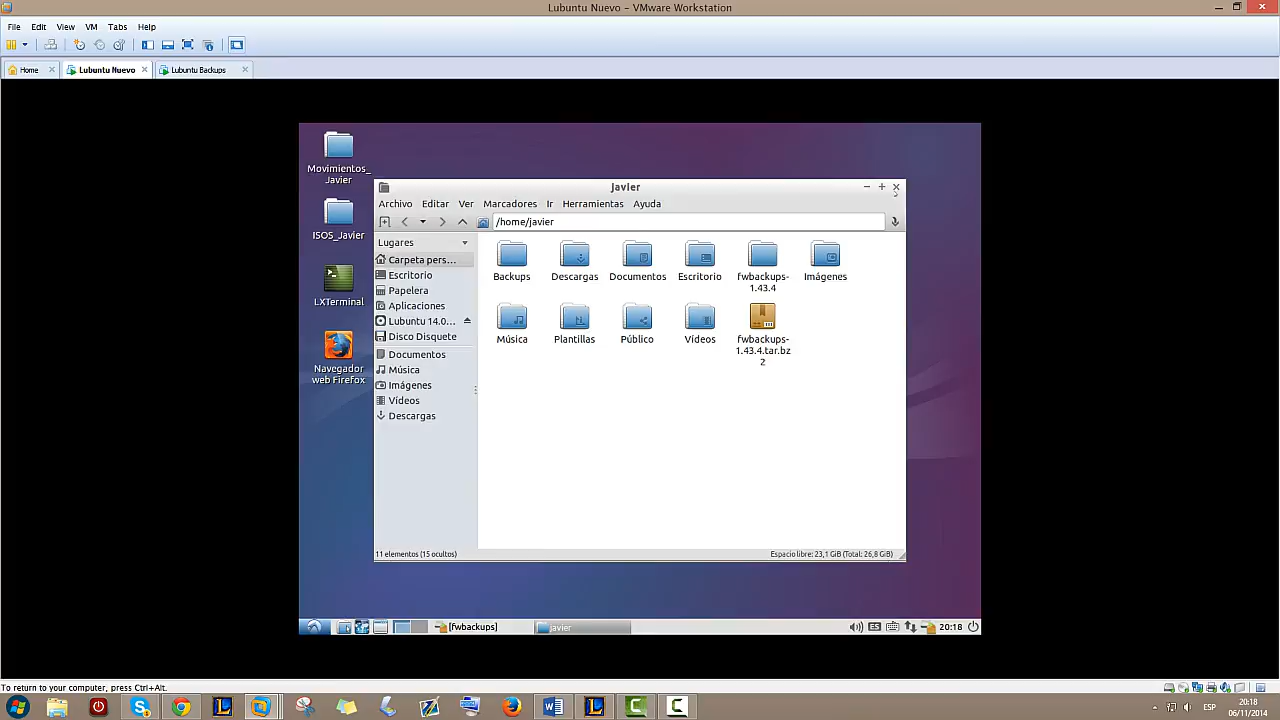 Lubuntu Nuevo - VMware Workstation
File Edit View VM Tabs Help
Home Lubuntu Nuevo Lubuntu Backups
Movimientos_
Javier
ISOS_Javier
LXTerminal
Navegador
web Firefox
javier
Archivo Editar Ver Marcadores Ir Herramientas Ayuda
/home/javier
Lugares
Carpeta pers...
Escritorio
Papelera
Aplicaciones
Lubuntu 14.0...
Disco Disquete
Documentos
Música
Imágenes
Vídeos
Descargas
Backups Descargas Documentos Escritorio fwbackups-
1.43.4 Imágenes
Música Plantillas Público Vídeos fwbackups-
1.43.4.tar.bz
2
11 elementos (15 ocultos) Espacio libre: 23,1 GiB (Total: 26,8 GiB)
[fwbackups] javier ES 20:18
To return to your computer, press Ctrl+Alt.
ESP 20:18
06/11/2014